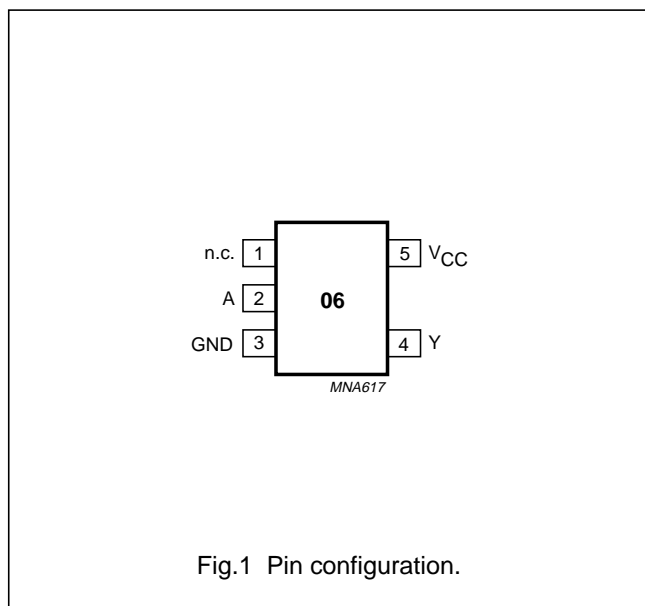 n.c. 1
5 VCC
A 2
06
GND 3
4 Y
MNA617
Fig.1 Pin configuration.